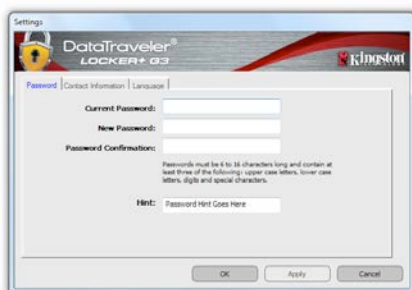 Settings
DataTraveler®
LOCKER+ G3
Kingston
Password Contact Information Language
Current Password:
New Password:
Password Confirmation:
Passwords must be 6 to 16 characters long and contain at
least three of the following: upper case letters, lower case
letters, digits and special characters.
Hint: Password Hint Goes Here
OK Apply Cancel